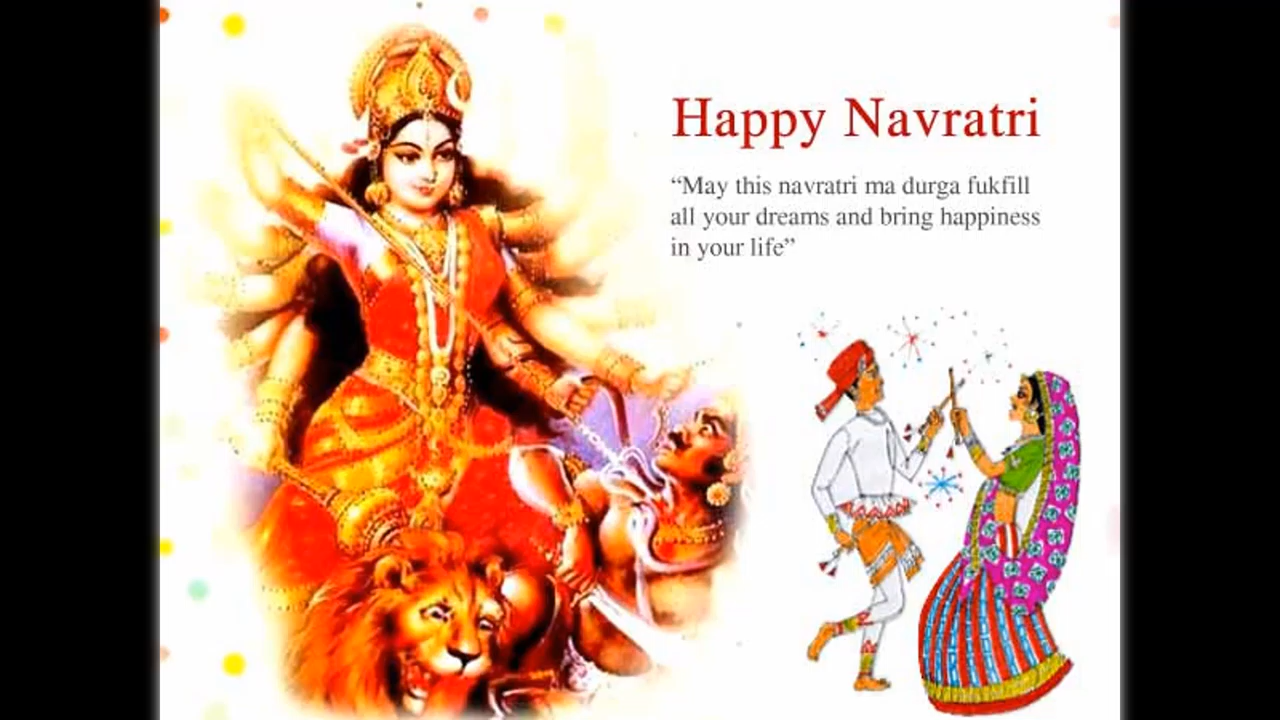 Happy Navratri
“May this navratri ma durga fukfill
all your dreams and bring happiness
in your life”